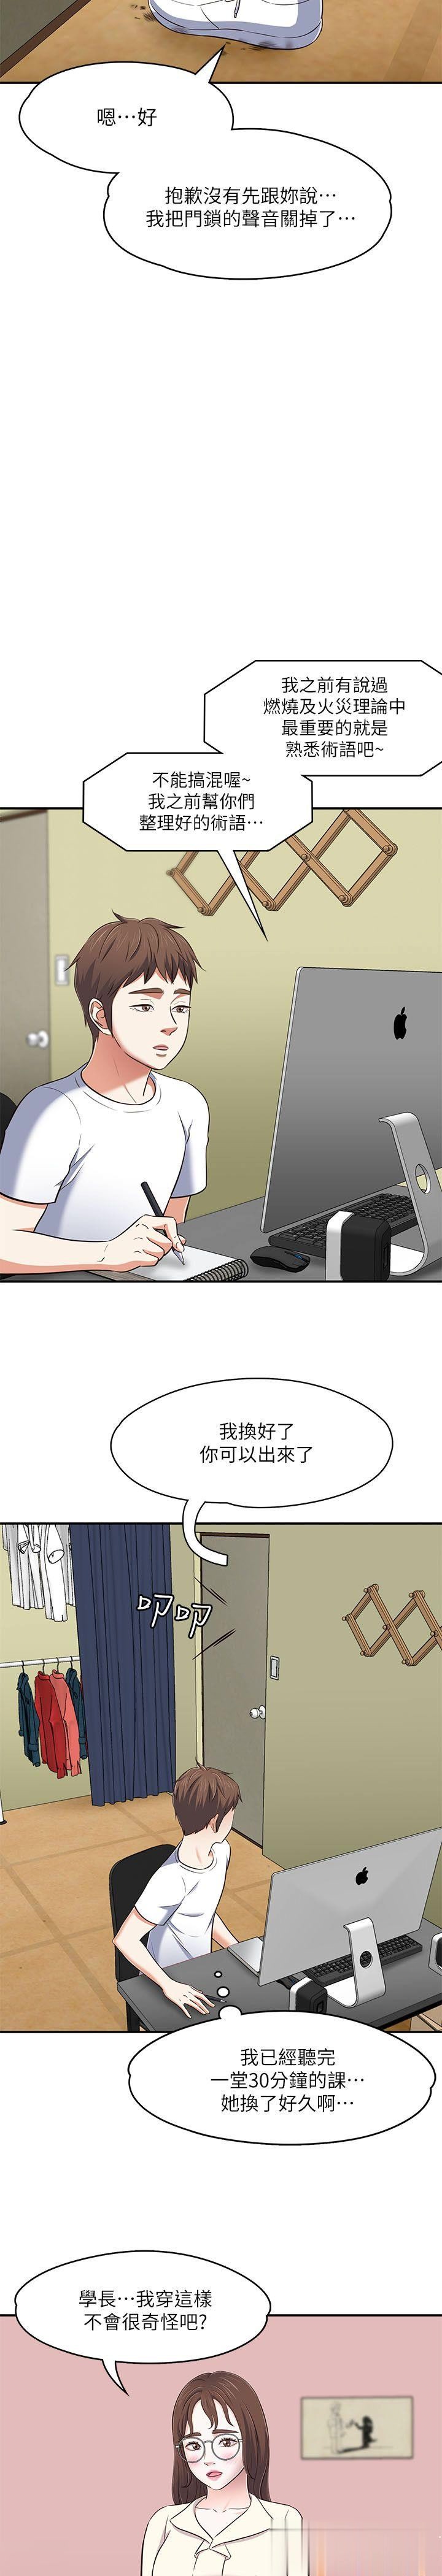 嗯⋯好
抱歉沒有先跟妳說⋯
我把門鎖的聲音關掉了⋯
我之前有說過
燃燒及火災理論中
最重要的就是
熟悉術語吧~
不能搞混喔~
我之前幫你們
整理好的術語⋯
我換好了
你可以出來了
叩叩
我已經聽完
一堂30分鐘的課⋯
她換了好久啊⋯
學長⋯我穿這樣
不會很奇怪吧?